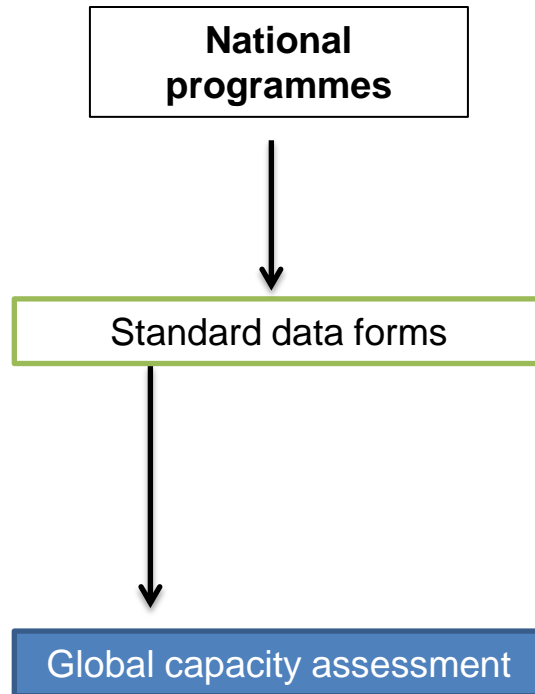 National
programmes
Standard data forms
Global capacity assessment